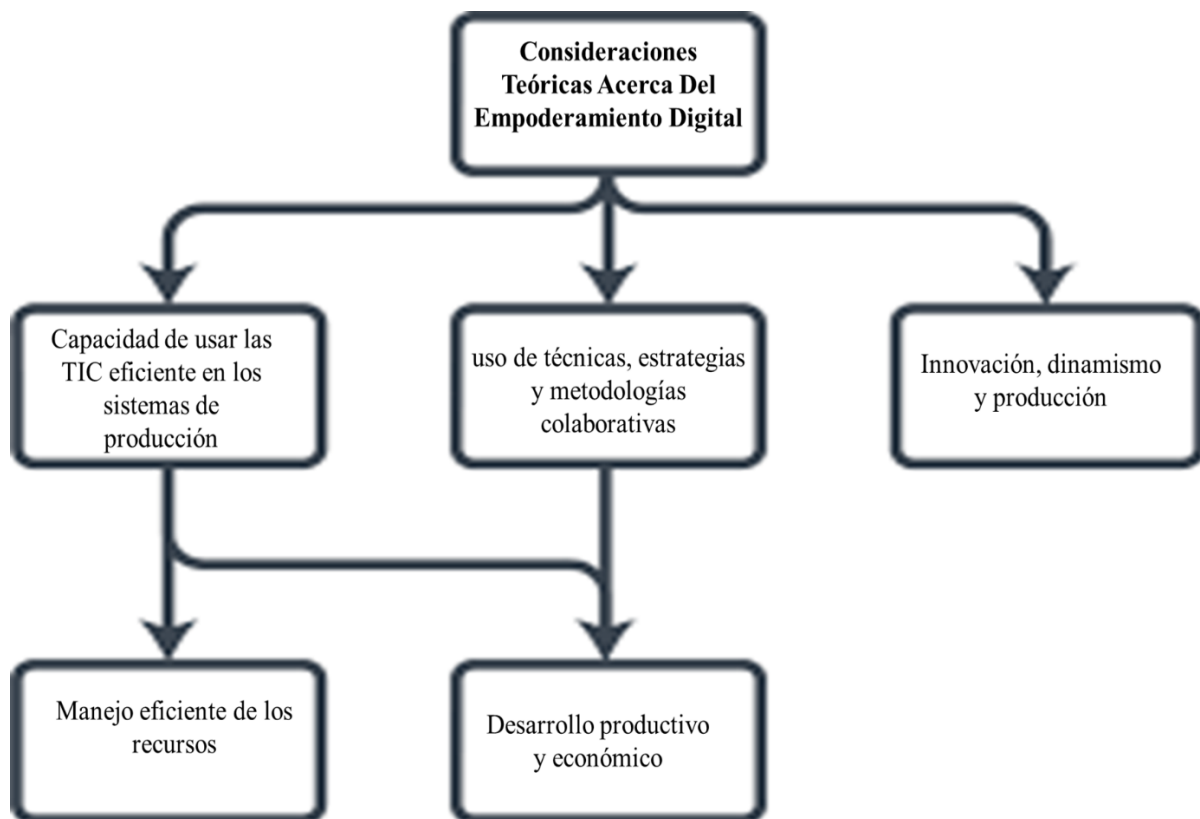 Consideraciones
Teóricas Acerca Del
Empoderamiento Digital
Capacidad de usar las
TIC eficiente en los
sistemas de
producción
uso de técnicas, estrategias
y metodologías
colaborativas
Innovación, dinamismo
y producción
Manejo eficiente de los
recursos
Desarrollo productivo
y económico